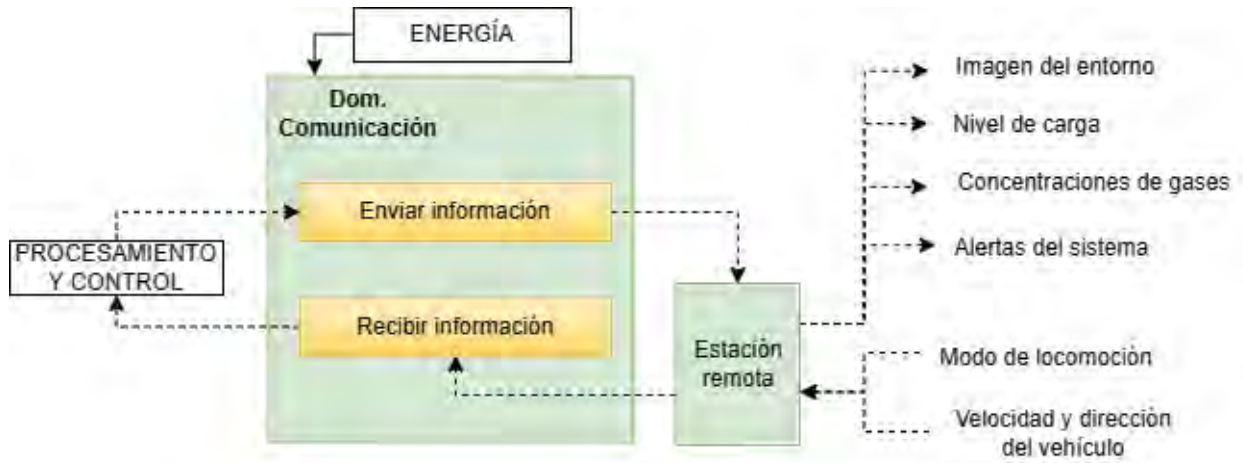 ENERGÍA
Dom.
Comunicación
Enviar información
Recibir información
PROCESAMIENTO
Y CONTROL
Estación
remota
Imagen del entorno
Nivel de carga
Concentraciones de gases
Alertas del sistema
Modo de locomoción
Velocidad y dirección
del vehículo